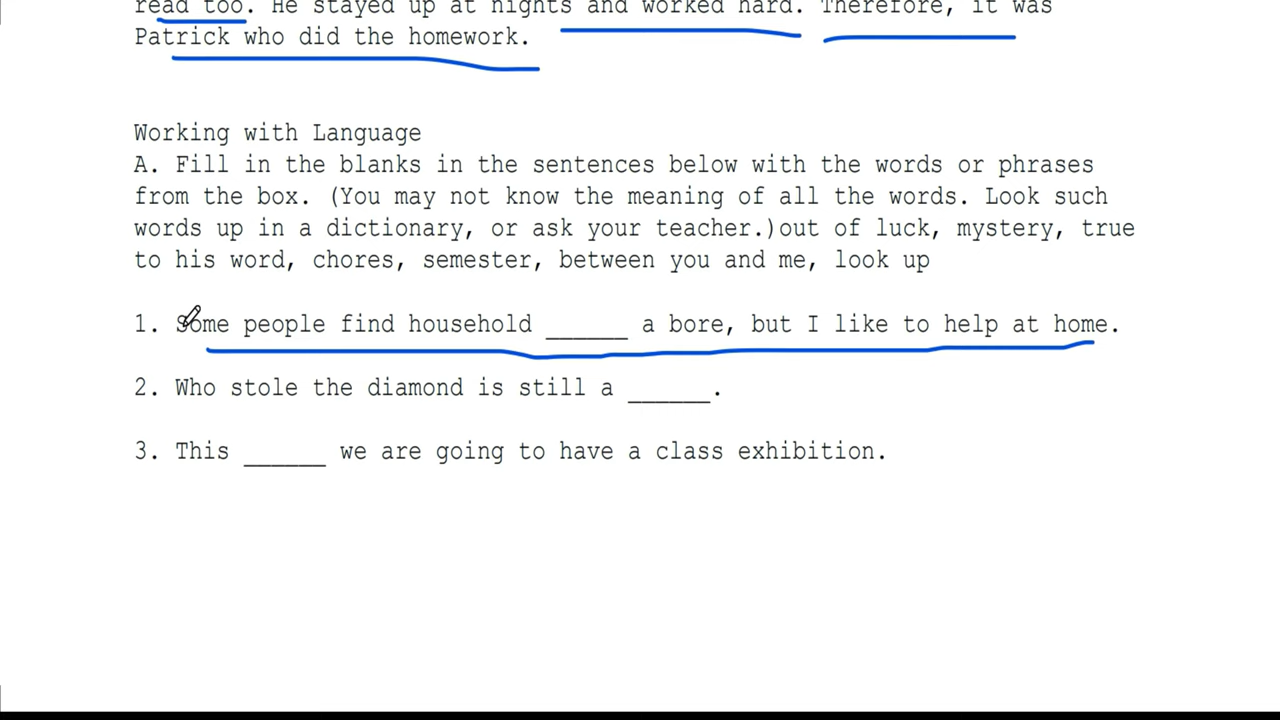 read too. He stayed up at nights and worked hard. Therefore, it was
Patrick who did the homework.
Working with Language
A. Fill in the blanks in the sentences below with the words or phrases
from the box. (You may not know the meaning of all the words. Look such
words up in a dictionary, or ask your teacher.)out of luck, mystery, true
to his word, chores, semester, between you and me, look up
1. Some people find household ______ a bore, but I like to help at home.
2. Who stole the diamond is still a ______.
3. This ______ we are going to have a class exhibition.